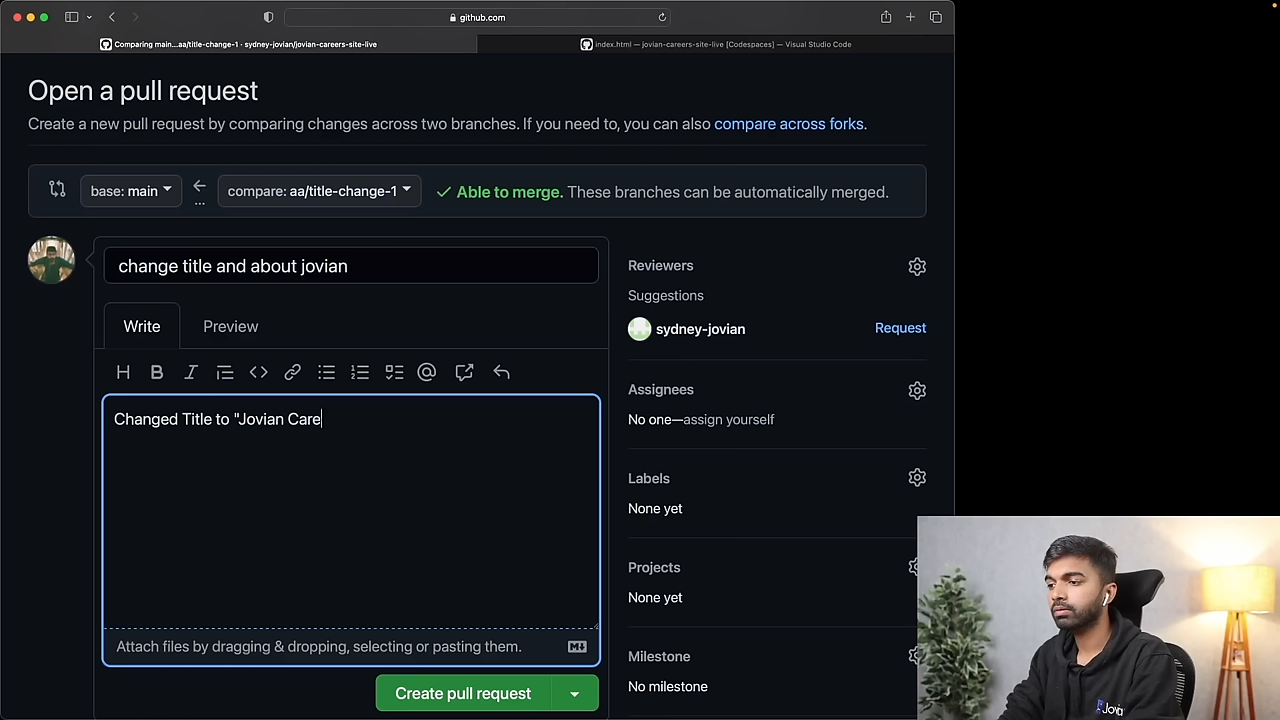 github.com
Comparing main...aa/title-change-1 · sydney-jovian/jovian-careers-site-live
index.html — jovian-careers-site-live [Codespaces] — Visual Studio Code
Open a pull request
Create a new pull request by comparing changes across two branches. If you need to, you can also compare across forks.
base: main
...
compare: aa/title-change-1
Able to merge. These branches can be automatically merged.
change title and about jovian
Write
Preview
Changed Title to "Jovian Care
Attach files by dragging & dropping, selecting or pasting them.
Create pull request
Reviewers
Suggestions
sydney-jovian
Request
Assignees
No one—assign yourself
Labels
None yet
Projects
None yet
Milestone
No milestone